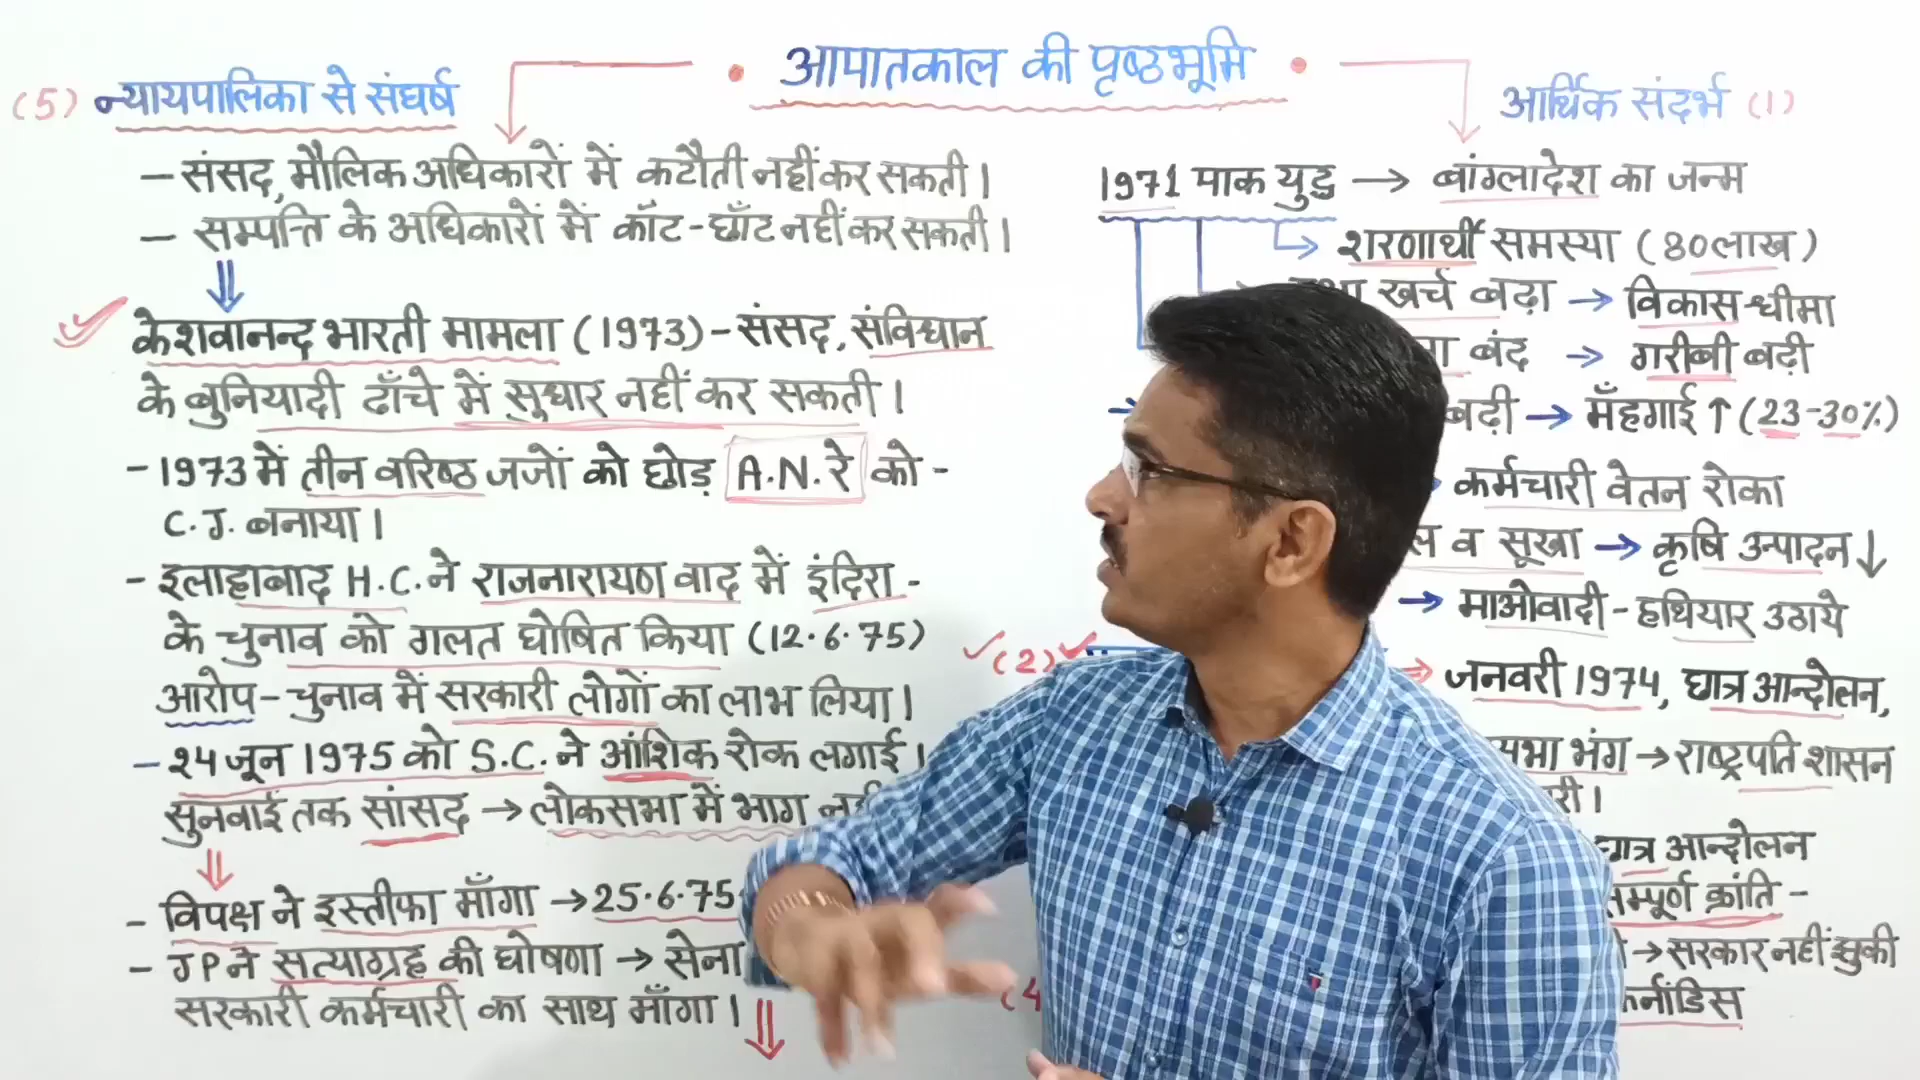 आपातकाल की पृष्ठभूमि
(5) न्यायपालिका से संघर्ष
– संसद, मौलिक अधिकारों में कटौती नहीं कर सकती।
– सम्पत्ति के अधिकारों में काँट-छाँट नहीं कर सकती।
केशवानन्द भारती मामला (1973) – संसद, संविधान
के बुनियादी ढाँचे में सुधार नहीं कर सकती।
- 1973 में तीन वरिष्ठ जजों को छोड़ A.N. रे को -
C.J. बनाया।
- इलाहाबाद H.C. ने राजनारायण वाद में इंदिरा -
के चुनाव को गलत घोषित किया (12.6.75)
आरोप - चुनाव में सरकारी लोगों का लाभ लिया।
- 24 जून 1975 को S.C. ने आंशिक रोक लगाई।
सुनवाई तक सांसद → लोकसभा में भाग
- विपक्ष ने इस्तीफा माँगा → 25.6.75
- JP ने सत्याग्रह की घोषणा → सेना
सरकारी कर्मचारी का साथ माँगा।
आर्थिक संदर्भ (1)
1971 पाक युद्ध → बांग्लादेश का जन्म
शरणार्थी समस्या (80 लाख)
खर्च बढ़ा → विकास धीमा
बंद → गरीबी बढ़ी
बढ़ी → मँहगाई ↑ (23-30%)
कर्मचारी वेतन रोका
व सूखा → कृषि उत्पादन ↓
→ माओवादी - हथियार उठाये
(2)
→ जनवरी 1974, छात्र आन्दोलन,
भंग → राष्ट्रपति शासन
छात्र आन्दोलन
सम्पूर्ण क्रांति -
→ सरकार नहीं झुकी
(4